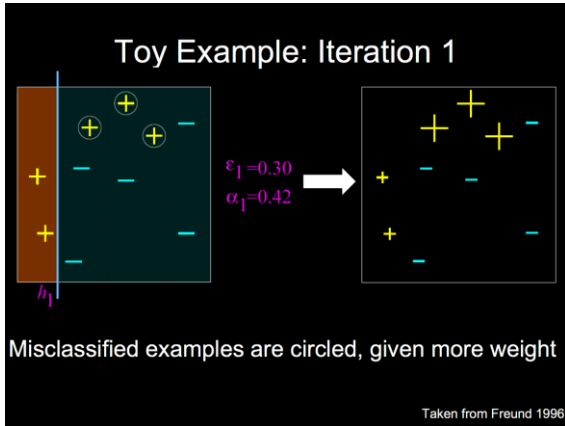 Toy Example: Iteration 1
ε1=0.30
α1=0.42
h1
Misclassified examples are circled, given more weight
Taken from Freund 1996